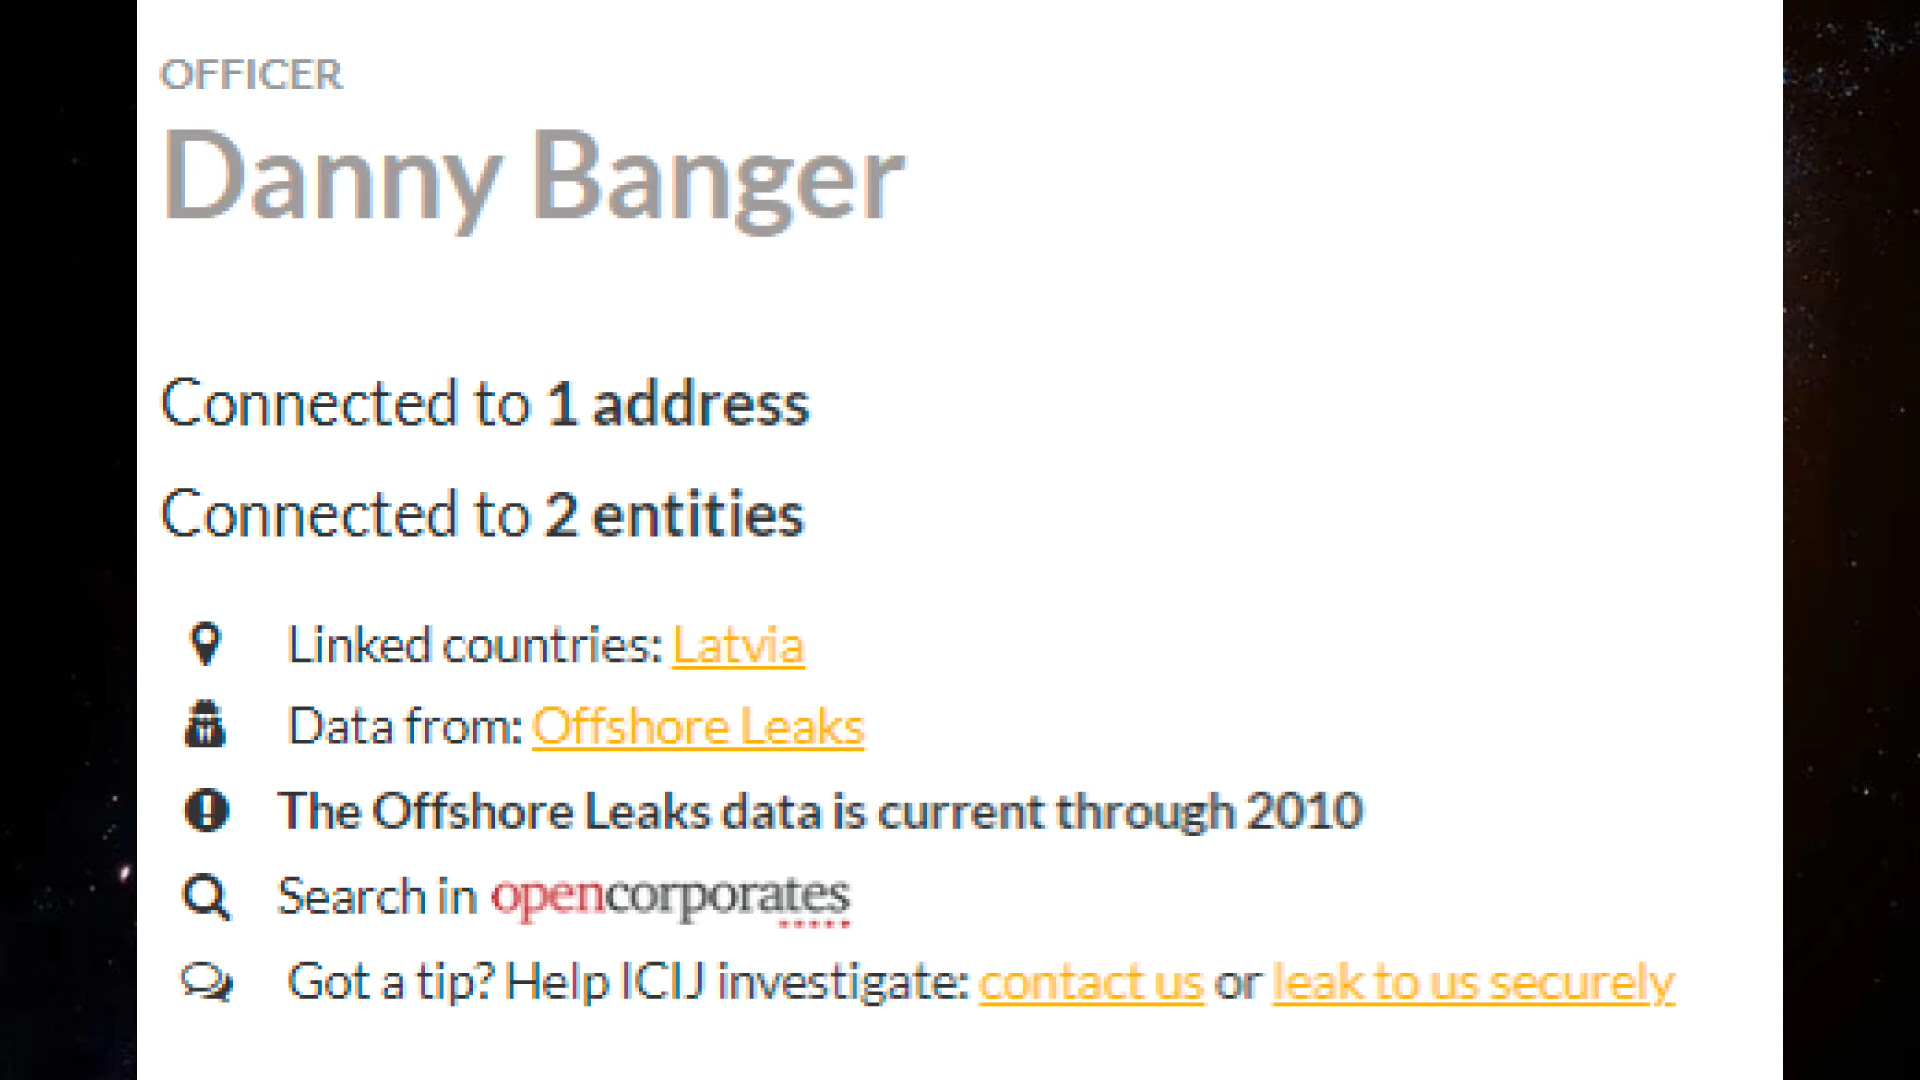 OFFICER
Danny Banger
Connected to 1 address
Connected to 2 entities
Linked countries: Latvia
Data from: Offshore Leaks
The Offshore Leaks data is current through 2010
Search in opencorporates
Got a tip? Help ICIJ investigate: contact us or leak to us securely